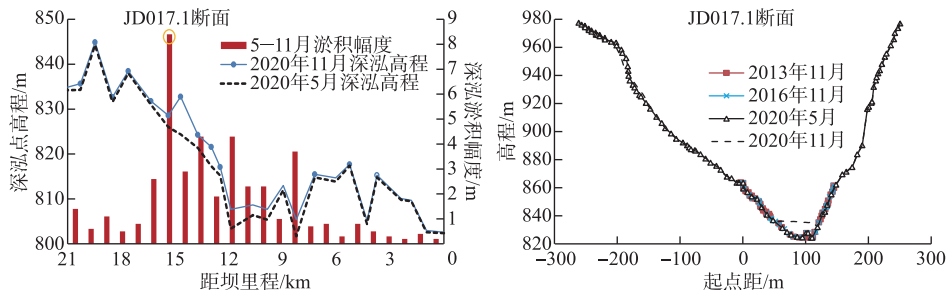 JD017.1断面
850
840
830
820
810
800
深泓点高程/m
21
18
15
12
9
6
3
0
距坝里程/km
9
8
7
6
5
4
3
2
1
0
深泓淤积幅度/m
5—11月淤积幅度
2020年11月深泓高程
2020年5月深泓高程
JD017.1断面
980
960
940
920
900
880
860
840
820
高程/m
-300
-200
-100
0
100
200
300
起点距/m
2013年11月
2016年11月
2020年5月
2020年11月